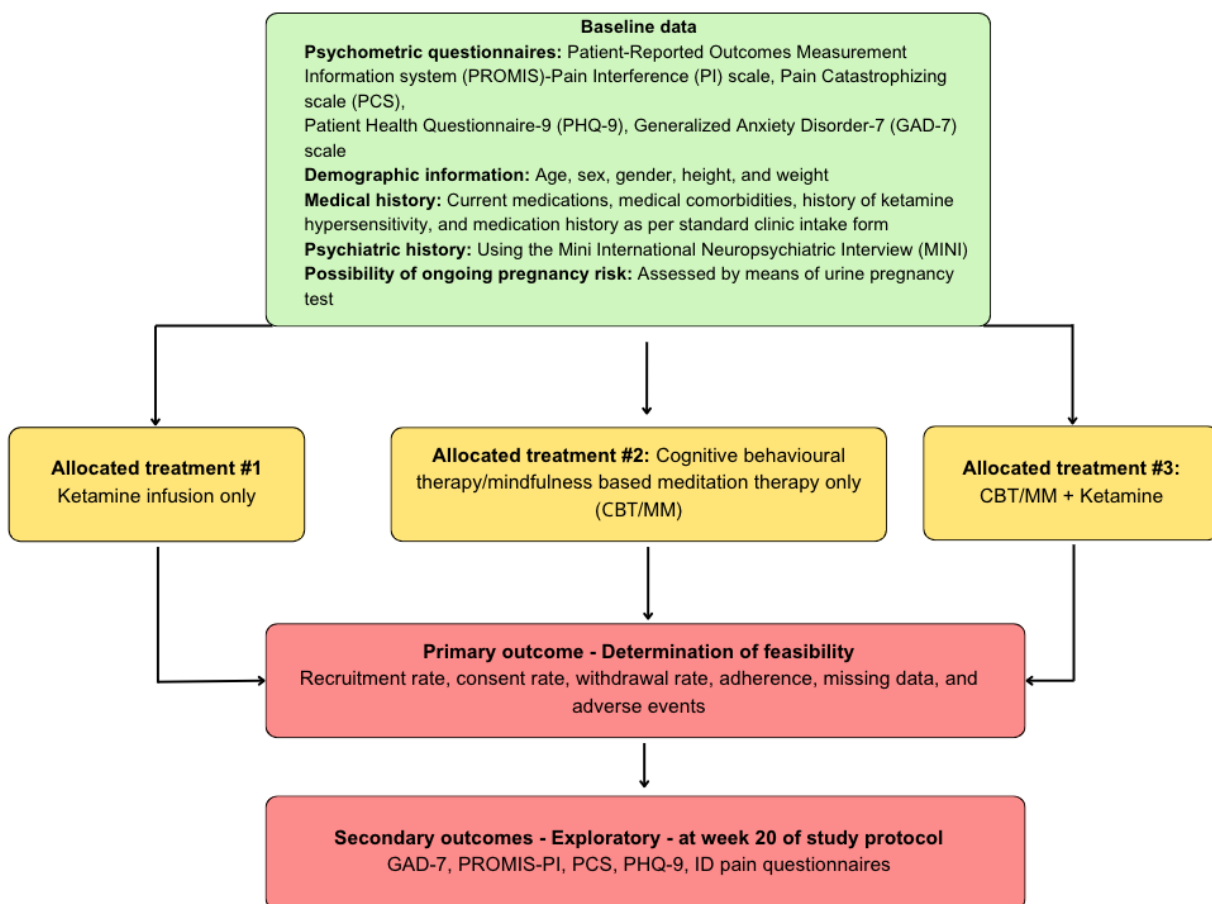 Baseline data
Psychometric questionnaires: Patient-Reported Outcomes Measurement
Information system (PROMIS)-Pain Interference (PI) scale, Pain Catastrophizing
scale (PCS),
Patient Health Questionnaire-9 (PHQ-9), Generalized Anxiety Disorder-7 (GAD-7)
scale
Demographic information: Age, sex, gender, height, and weight
Medical history: Current medications, medical comorbidities, history of ketamine
hypersensitivity, and medication history as per standard clinic intake form
Psychiatric history: Using the Mini International Neuropsychiatric Interview (MINI)
Possibility of ongoing pregnancy risk: Assessed by means of urine pregnancy
test
Allocated treatment #1
Ketamine infusion only
Allocated treatment #2: Cognitive behavioural
therapy/mindfulness based meditation therapy only
(CBT/MM)
Allocated treatment #3:
CBT/MM + Ketamine
Primary outcome - Determination of feasibility
Recruitment rate, consent rate, withdrawal rate, adherence, missing data, and
adverse events
Secondary outcomes - Exploratory - at week 20 of study protocol
GAD-7, PROMIS-PI, PCS, PHQ-9, ID pain questionnaires